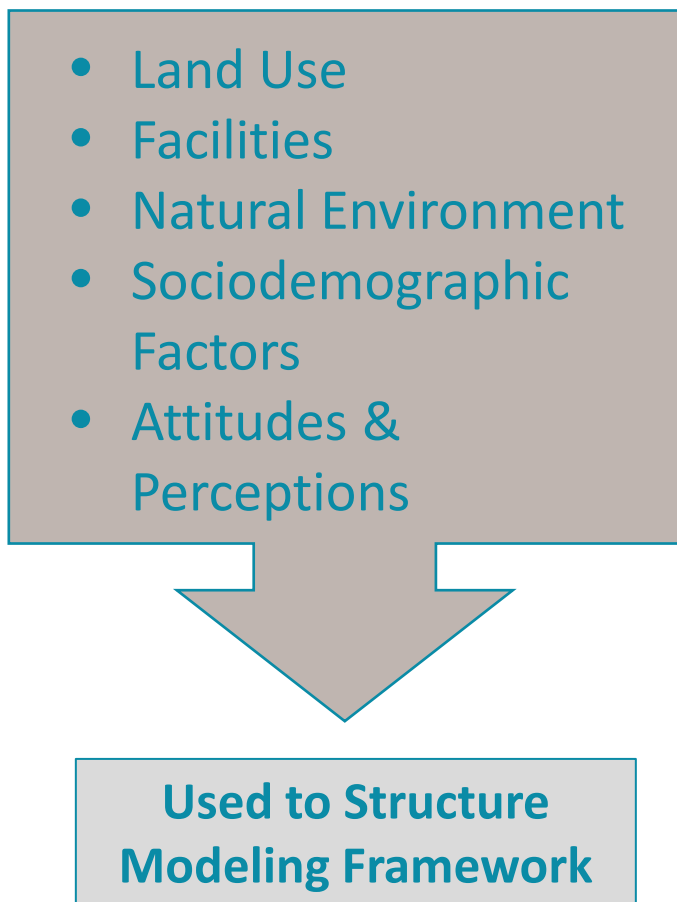 • Land Use
• Facilities
• Natural Environment
• Sociodemographic
Factors
• Attitudes &
Perceptions
Used to Structure
Modeling Framework